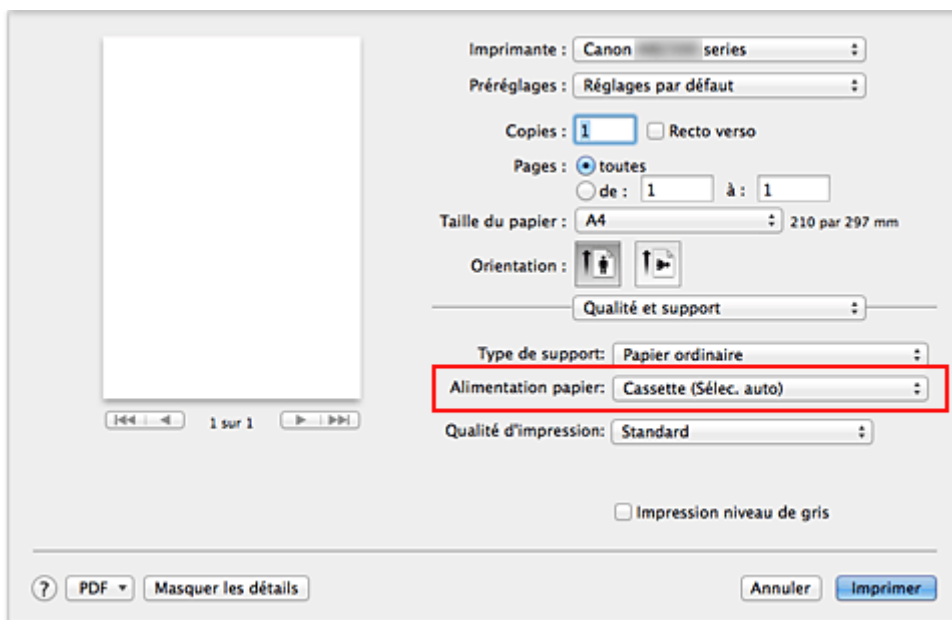 Imprimante : Canon series
Préréglages : Réglages par défaut
Copies : 1 Recto verso
Pages : toutes
de : 1 à : 1
Taille du papier : A4 210 par 297 mm
Orientation :
Qualité et support
Type de support: Papier ordinaire
Alimentation papier: Cassette (Sélec. auto)
1 sur 1
Qualité d'impression: Standard
Impression niveau de gris
? PDF Masquer les détails Annuler Imprimer